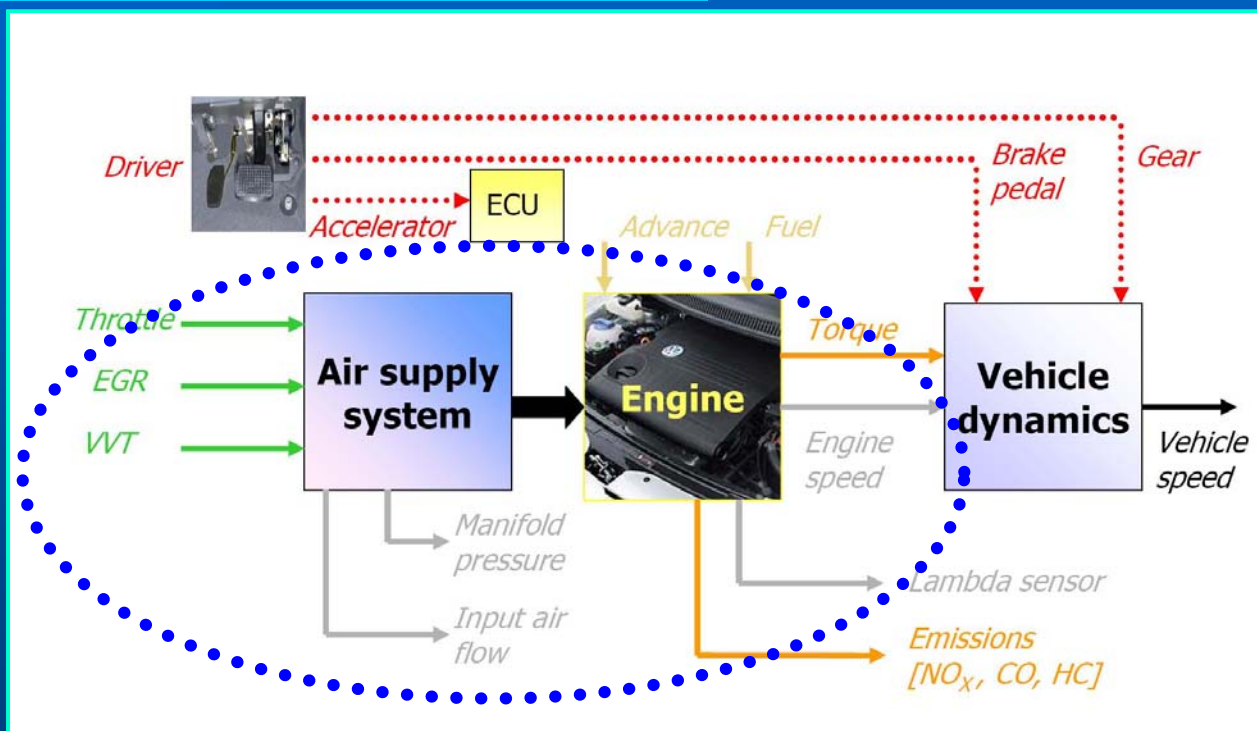 Driver
Accelerator
ECU
Brake
pedal
Gear
Advance
Fuel
Throttle
EGR
VVT
Air supply
system
Engine
Torque
Engine
speed
Vehicle
dynamics
Vehicle
speed
Manifold
pressure
Input air
flow
Lambda sensor
Emissions
[NOX, CO, HC]